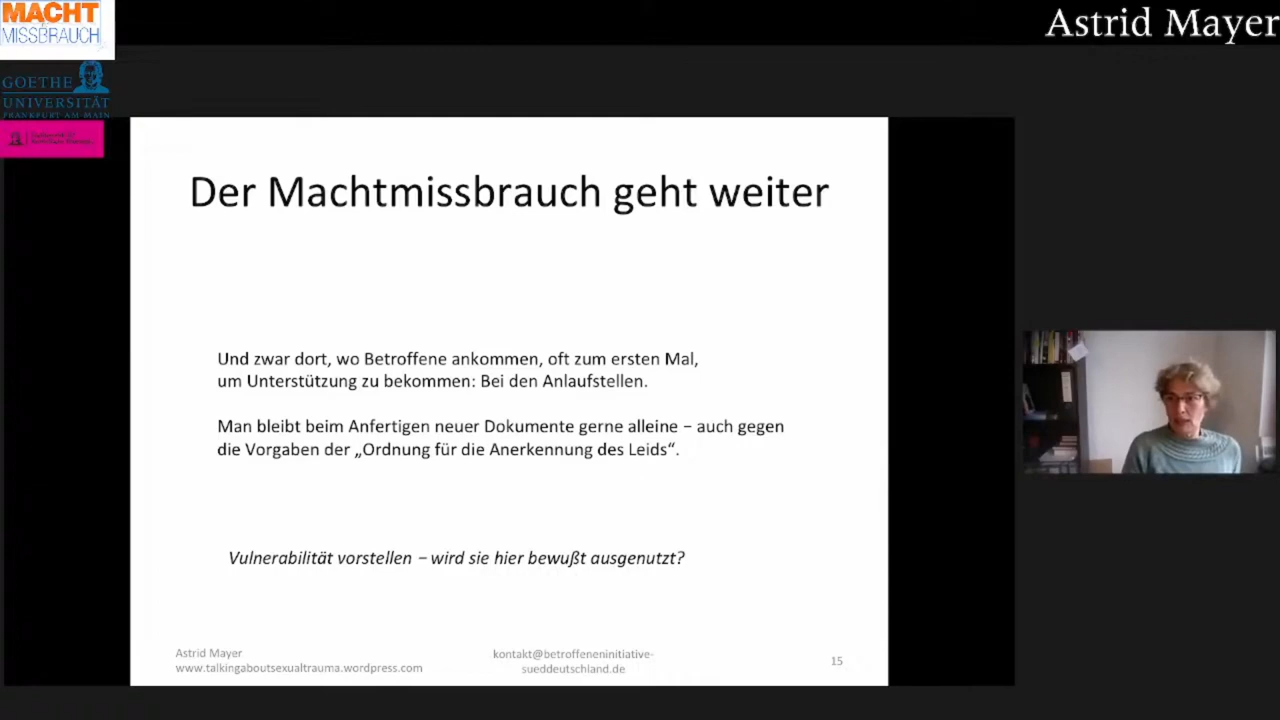 MACHT
MISSBRAUCH
Astrid Mayer
GOETHE
UNIVERSITÄT
FRANKFURT AM MAIN
Der Machtmissbrauch geht weiter
Und zwar dort, wo Betroffene ankommen, oft zum ersten Mal,
um Unterstützung zu bekommen: Bei den Anlaufstellen.
Man bleibt beim Anfertigen neuer Dokumente gerne alleine – auch gegen
die Vorgaben der „Ordnung für die Anerkennung des Leids“.
Vulnerabilität vorstellen – wird sie hier bewußt ausgenutzt?
Astrid Mayer
www.talkingaboutsexualtrauma.wordpress.com
kontakt@betroffeneninitiative-
sueddeutschland.de
15